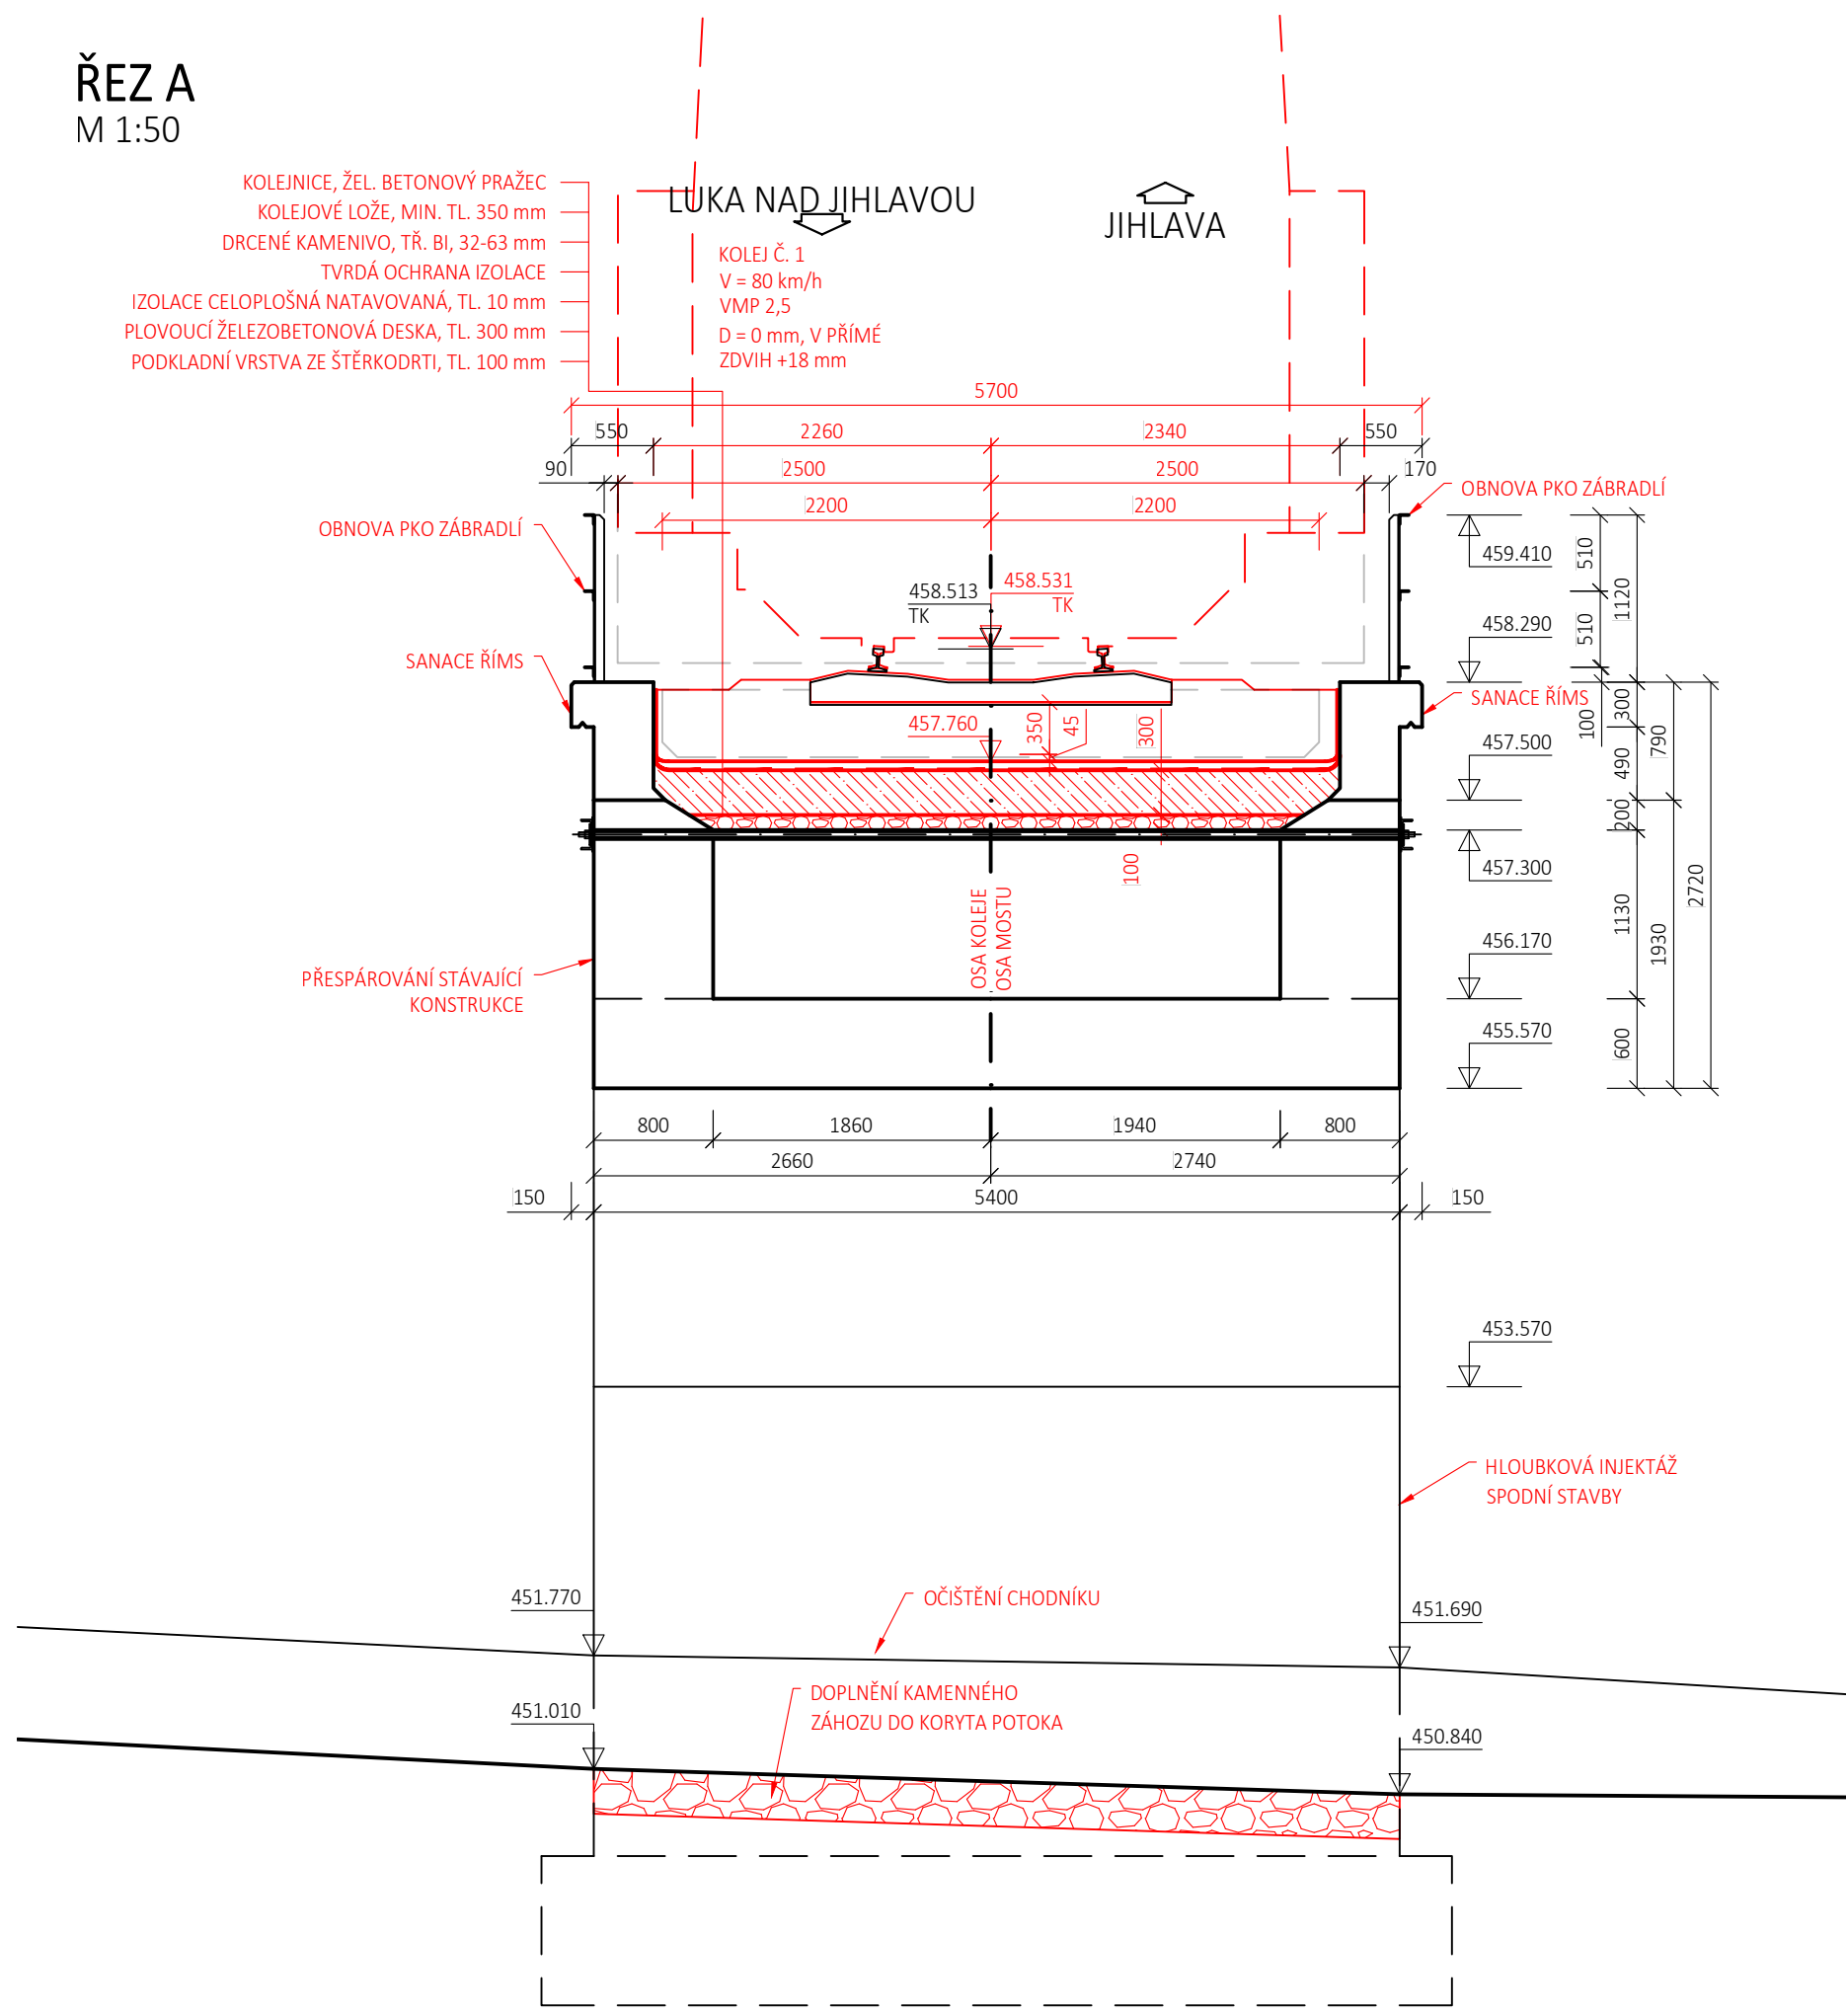 ŘEZ A
M 1:50
KOLEJNICE, ŽEL. BETONOVÝ PRAŽEC
KOLEJOVÉ LOŽE, MIN. TL. 350 mm
DRCENÉ KAMENIVO, TŘ. BI, 32-63 mm
TVRDÁ OCHRANA IZOLACE
IZOLACE CELOPLOŠNÁ NATAVOVANÁ, TL. 10 mm
PLOVOUCÍ ŽELEZOBETONOVÁ DESKA, TL. 300 mm
PODKLADNÍ VRSTVA ZE ŠTĚRKODRTI, TL. 100 mm
LUKA NAD JIHLAVOU
JIHLAVA
KOLEJ Č. 1
V = 80 km/h
VMP 2,5
D = 0 mm, V PŘÍMÉ
ZDVIH +18 mm
5700
550
2260
2340
550
90
2500
2500
170
2200
2200
OBNOVA PKO ZÁBRADLÍ
OBNOVA PKO ZÁBRADLÍ
458.513
TK
458.531
TK
459.410
510
1120
458.290
510
SANACE ŘÍMS
SANACE ŘÍMS
457.760
350
45
300
100
300
790
457.500
490
200
457.300
100
2720
1130
1930
456.170
OSA KOLEJE
OSA MOSTU
PŘESPÁROVÁNÍ STÁVAJÍCÍ
KONSTRUKCE
455.570
600
800
1860
1940
800
2660
2740
150
5400
150
453.570
HLOUBKOVÁ INJEKTÁŽ
SPODNÍ STAVBY
451.770
OČIŠTĚNÍ CHODNÍKU
451.690
451.010
DOPLNĚNÍ KAMENNÉHO
ZÁHOZU DO KORYTA POTOKA
450.840